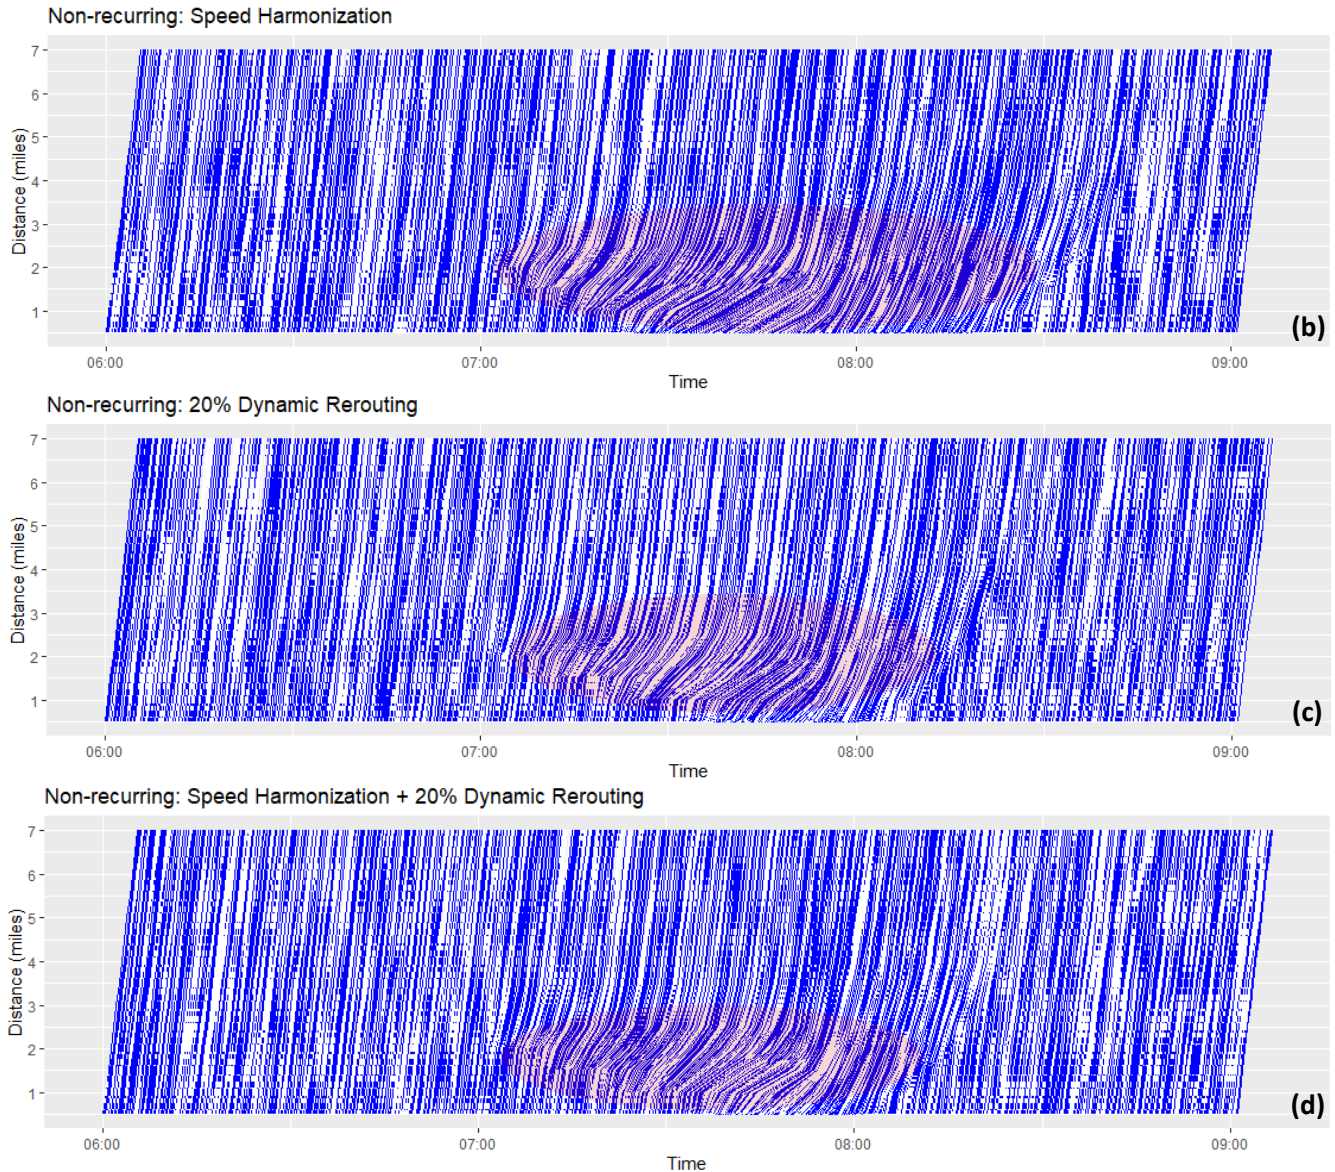 Non-recurring: Speed Harmonization
7
6
5
4
3
2
1
Distance (miles)
(b)
06:00 07:00 08:00 09:00
Time
Non-recurring: 20% Dynamic Rerouting
7
6
5
4
3
2
1
Distance (miles)
(c)
06:00 07:00 08:00 09:00
Time
Non-recurring: Speed Harmonization + 20% Dynamic Rerouting
7
6
5
4
3
2
1
Distance (miles)
(d)
06:00 07:00 08:00 09:00
Time